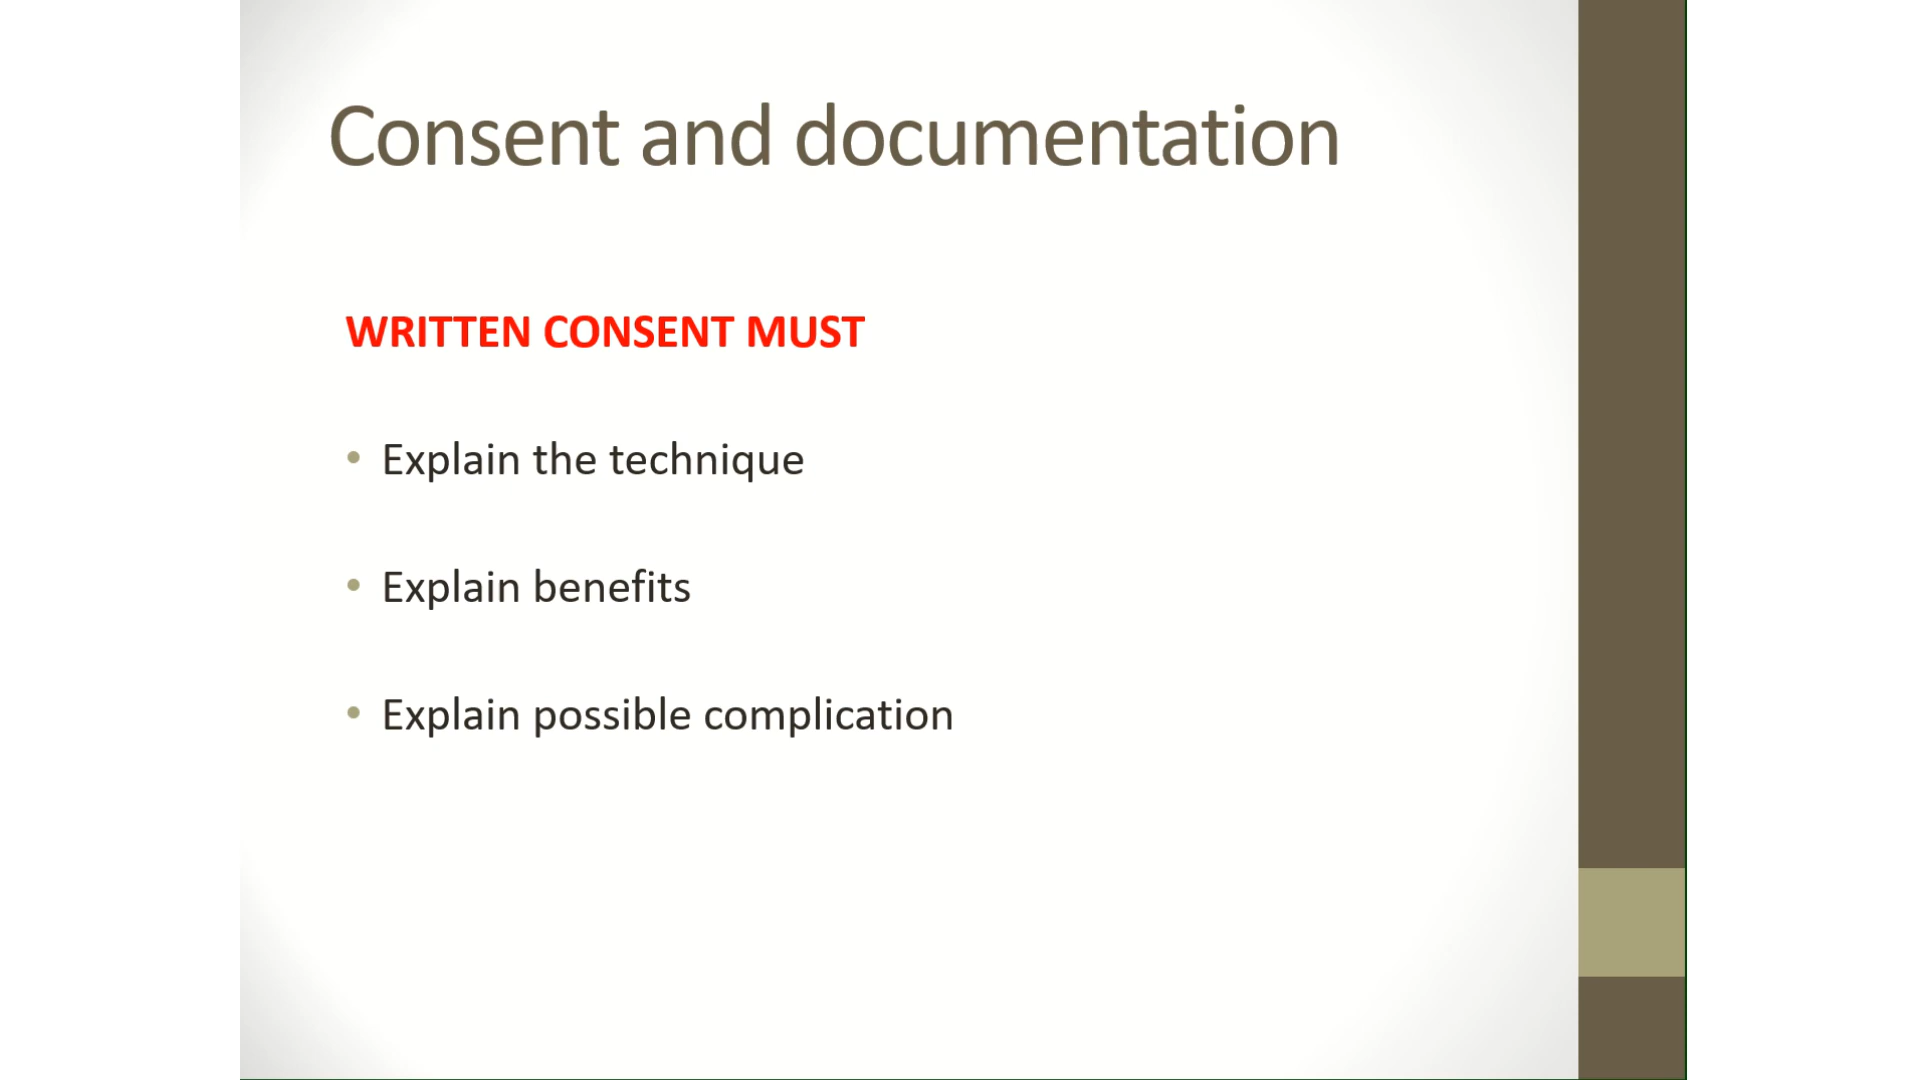 Consent and documentation
WRITTEN CONSENT MUST
• Explain the technique
• Explain benefits
• Explain possible complication